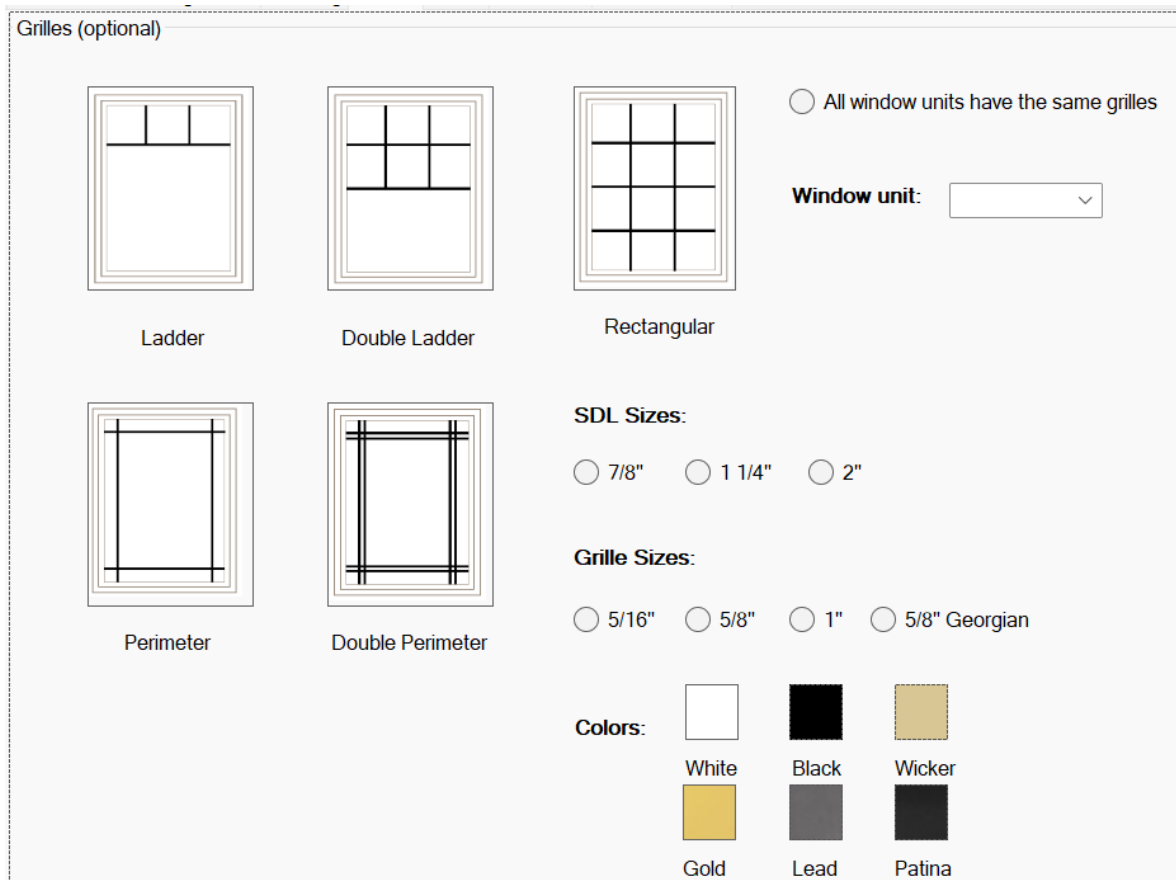 Grilles (optional)
All window units have the same grilles
Window unit:
Ladder
Double Ladder
Rectangular
SDL Sizes:
7/8" 1 1/4" 2"
Grille Sizes:
5/16" 5/8" 1" 5/8" Georgian
Perimeter
Double Perimeter
Colors:
White Black Wicker
Gold Lead Patina